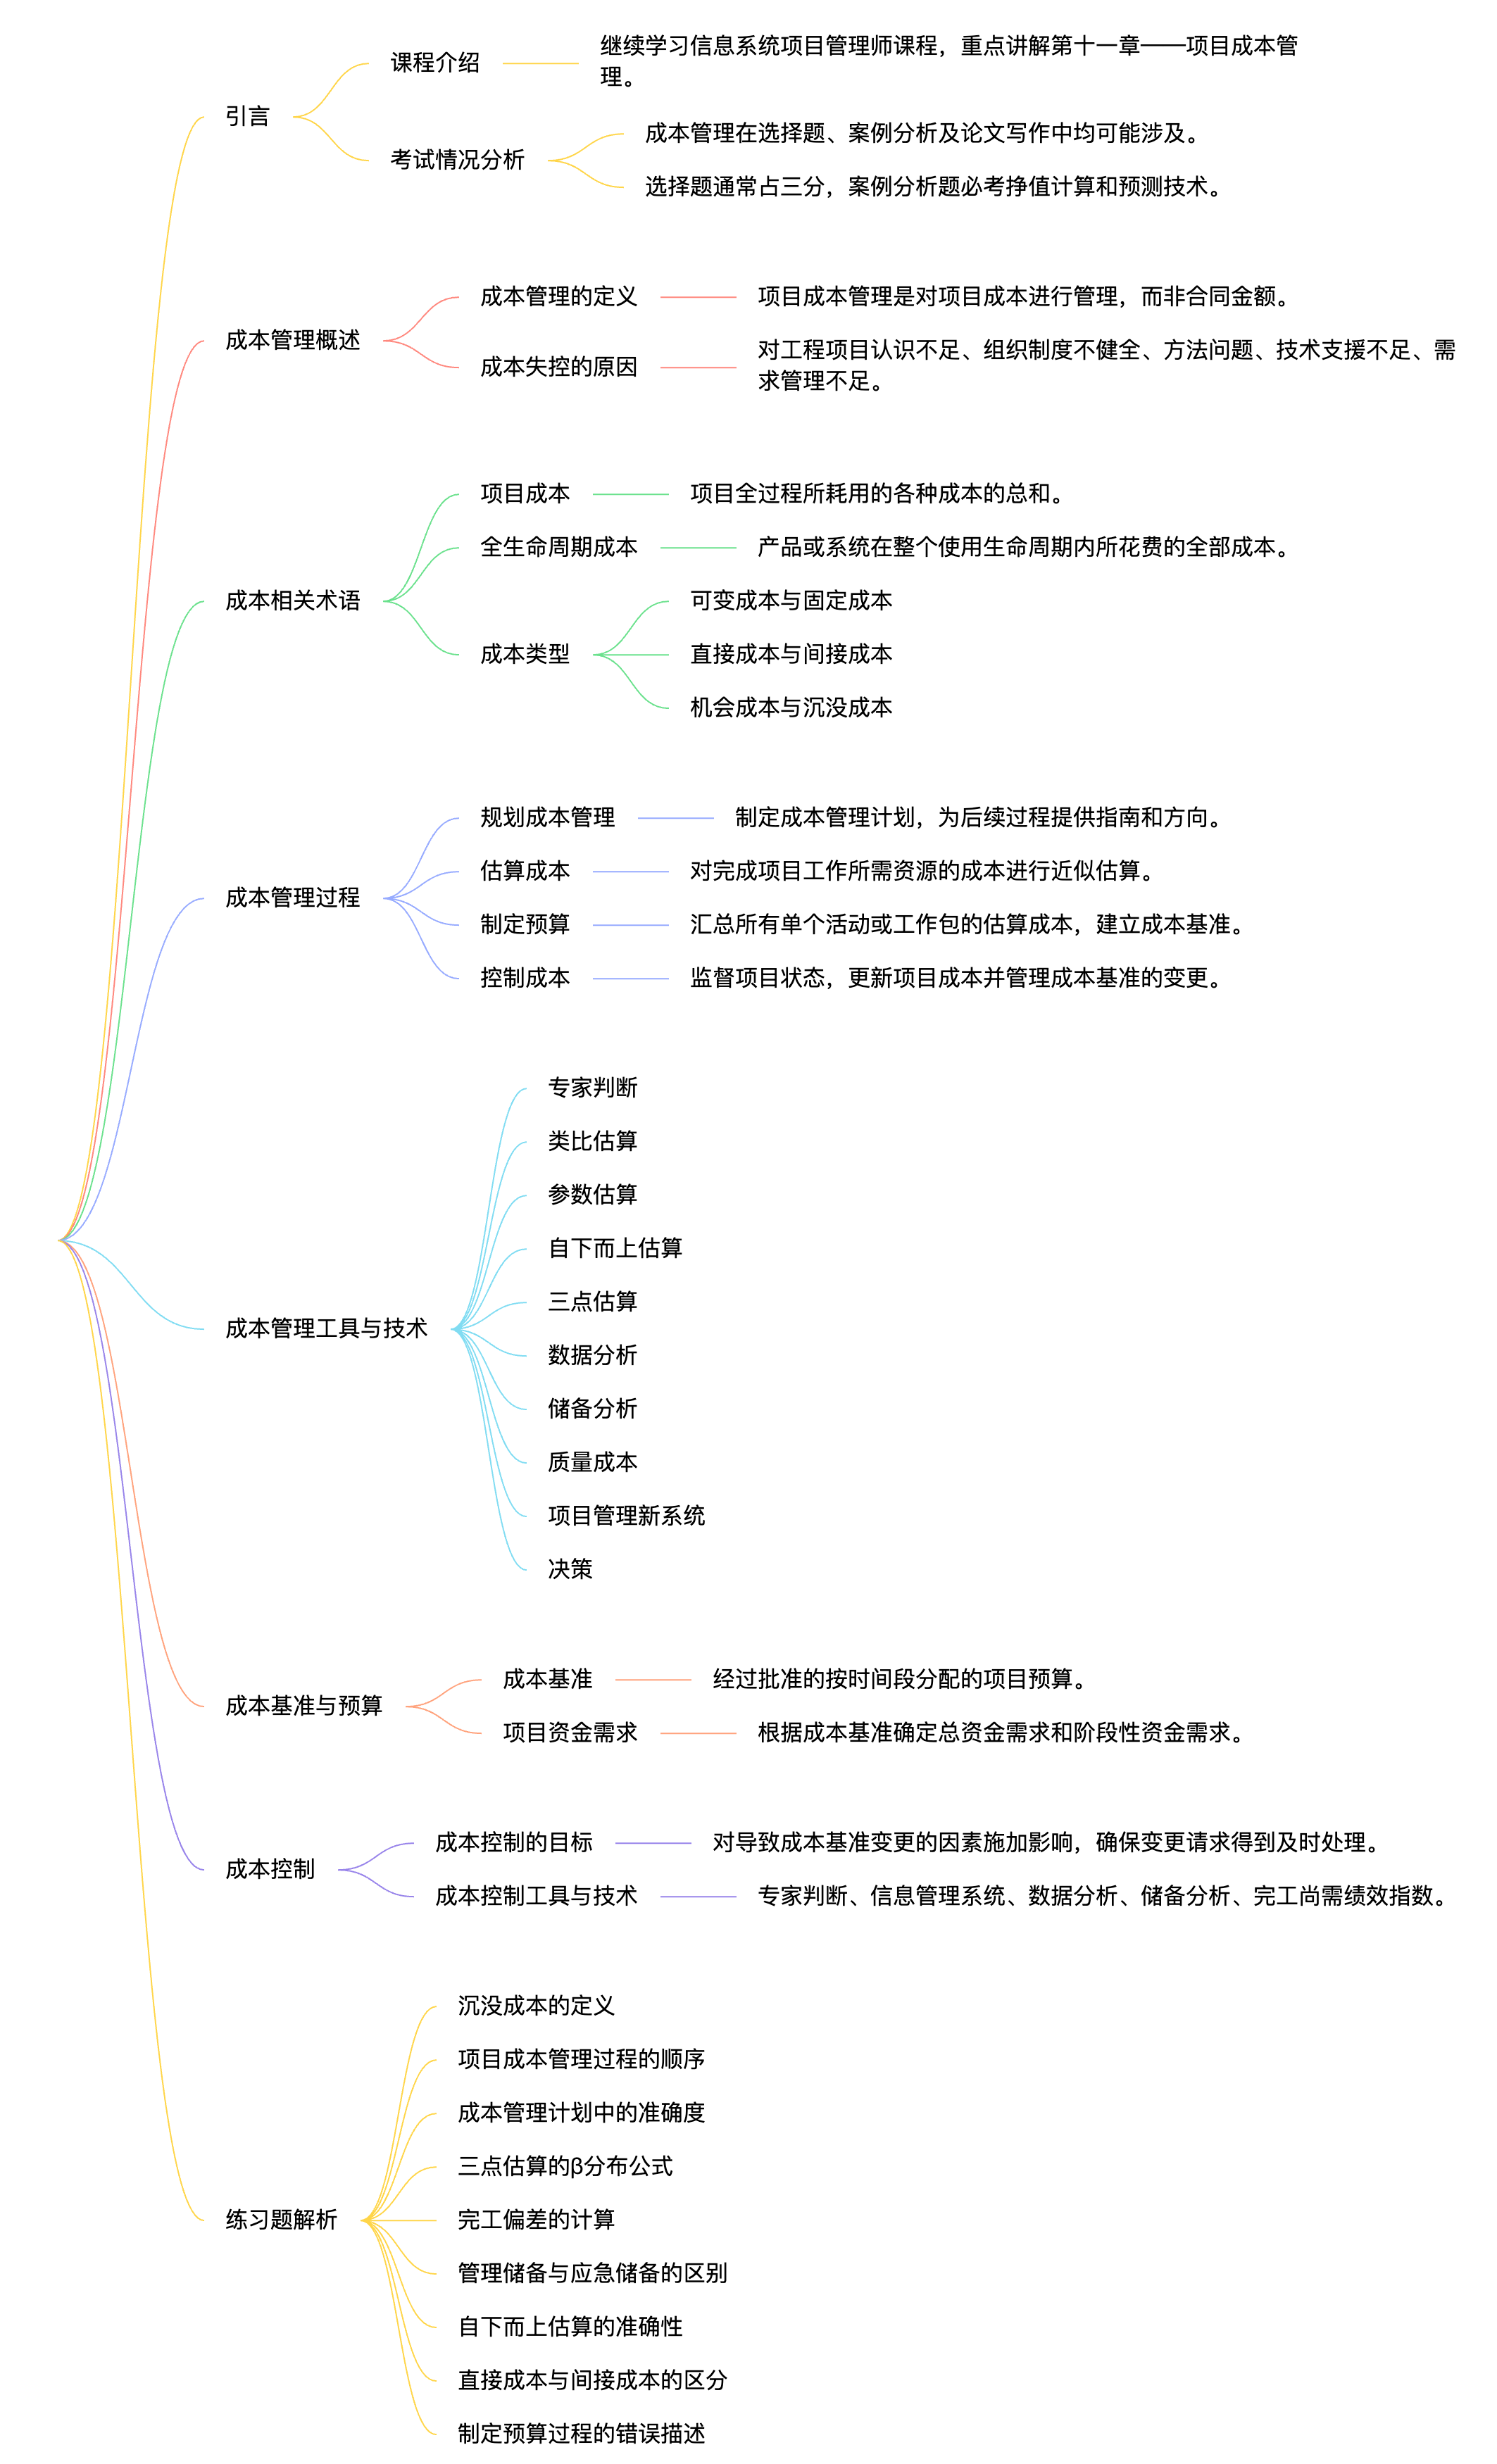 引言
课程介绍
继续学习信息系统项目管理师课程，重点讲解第十一章——项目成本管
理。
考试情况分析
成本管理在选择题、案例分析及论文写作中均可能涉及。
选择题通常占三分，案例分析题必考挣值计算和预测技术。
成本管理概述
成本管理的定义
项目成本管理是对项目成本进行管理，而非合同金额。
成本失控的原因
对工程项目认识不足、组织制度不健全、方法问题、技术支援不足、需
求管理不足。
成本相关术语
项目成本
项目全过程所耗用的各种成本的总和。
全生命周期成本
产品或系统在整个使用生命周期内所花费的全部成本。
成本类型
可变成本与固定成本
直接成本与间接成本
机会成本与沉没成本
成本管理过程
规划成本管理
制定成本管理计划，为后续过程提供指南和方向。
估算成本
对完成项目工作所需资源的成本进行近似估算。
制定预算
汇总所有单个活动或工作包的估算成本，建立成本基准。
控制成本
监督项目状态，更新项目成本并管理成本基准的变更。
成本管理工具与技术
专家判断
类比估算
参数估算
自下而上估算
三点估算
数据分析
储备分析
质量成本
项目管理新系统
决策
成本基准与预算
成本基准
经过批准的按时间段分配的项目预算。
项目资金需求
根据成本基准确定总资金需求和阶段性资金需求。
成本控制
成本控制的目标
对导致成本基准变更的因素施加影响，确保变更请求得到及时处理。
成本控制工具与技术
专家判断、信息管理系统、数据分析、储备分析、完工尚需绩效指数。
练习题解析
沉没成本的定义
项目成本管理过程的顺序
成本管理计划中的准确度
三点估算的β分布公式
完工偏差的计算
管理储备与应急储备的区别
自下而上估算的准确性
直接成本与间接成本的区分
制定预算过程的错误描述